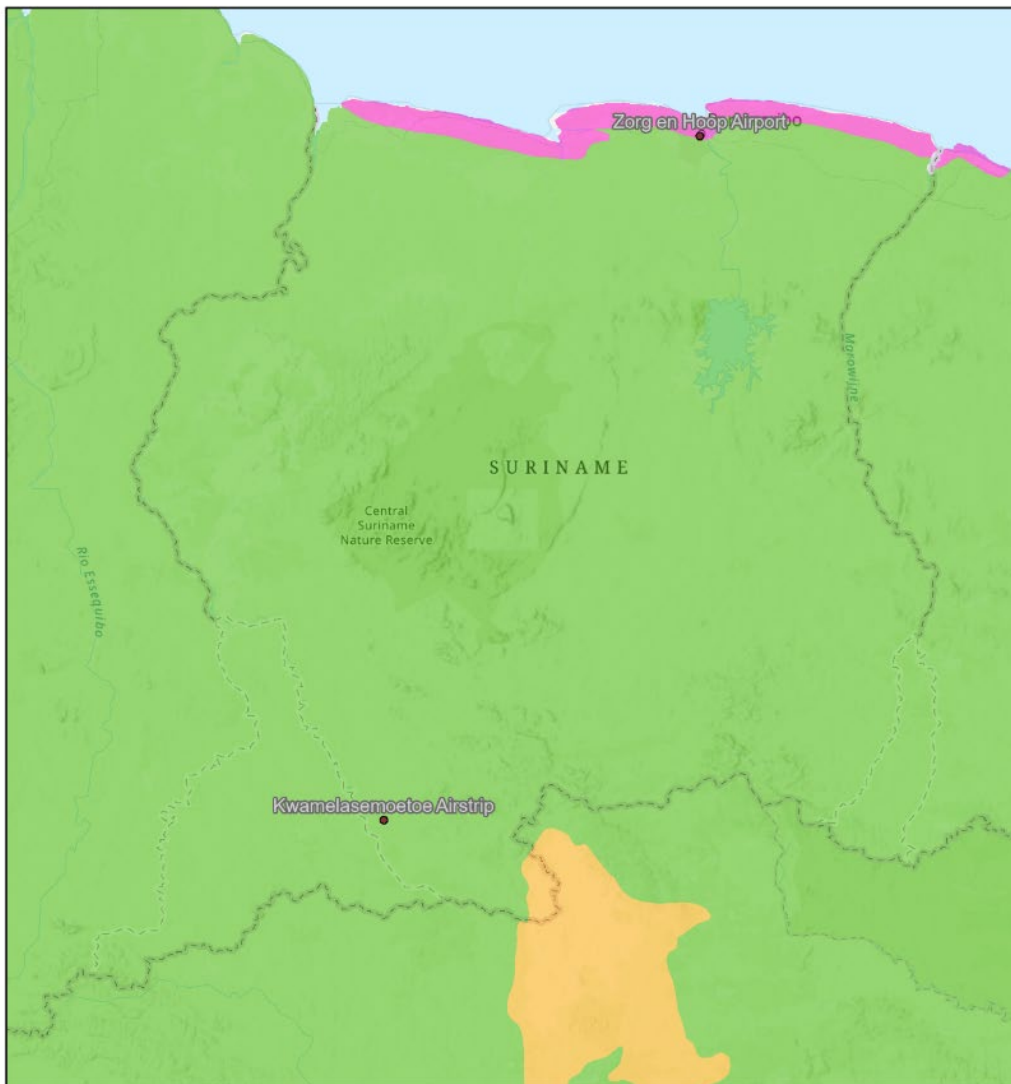 Zorg en Hoop Airport
Marowijne
SURINAME
Central
Suriname
Nature Reserve
Rio Essequibo
Kwamelasemoetoe Airstrip